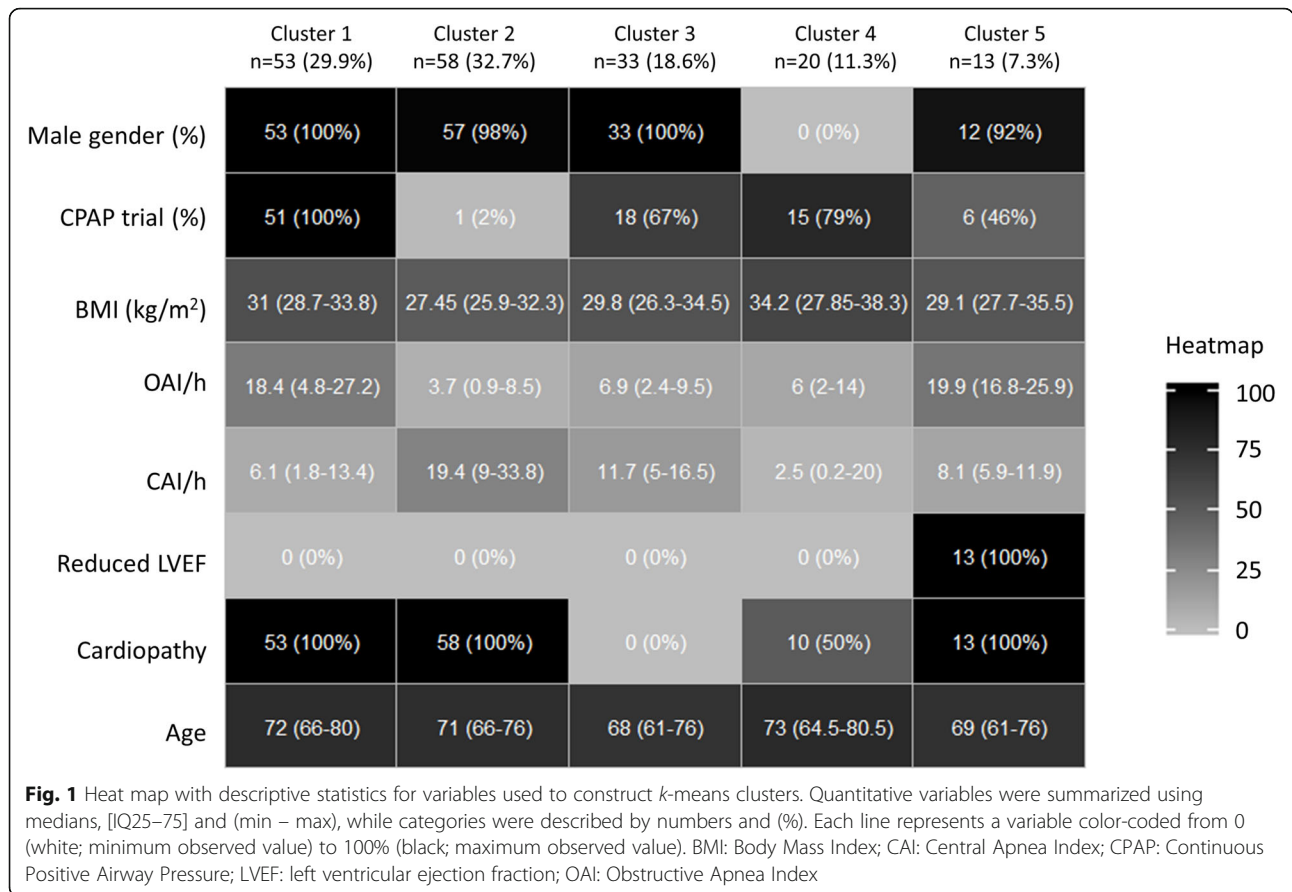 Cluster 1 Cluster 2 Cluster 3 Cluster 4 Cluster 5
n=53 (29.9%) n=58 (32.7%) n=33 (18.6%) n=20 (11.3%) n=13 (7.3%)
Male gender (%) 53 (100%) 57 (98%) 33 (100%) 0 (0%) 12 (92%)
CPAP trial (%) 51 (100%) 1 (2%) 18 (67%) 15 (79%) 6 (46%)
BMI (kg/m²) 31 (28.7-33.8) 27.45 (25.9-32.3) 29.8 (26.3-34.5) 34.2 (27.85-38.3) 29.1 (27.7-35.5)
OAI/h 18.4 (4.8-27.2) 3.7 (0.9-8.5) 6.9 (2.4-9.5) 6 (2-14) 19.9 (16.8-25.9)
CAI/h 6.1 (1.8-13.4) 19.4 (9-33.8) 11.7 (5-16.5) 2.5 (0.2-20) 8.1 (5.9-11.9)
Reduced LVEF 0 (0%) 0 (0%) 0 (0%) 0 (0%) 13 (100%)
Cardiopathy 53 (100%) 58 (100%) 0 (0%) 10 (50%) 13 (100%)
Age 72 (66-80) 71 (66-76) 68 (61-76) 73 (64.5-80.5) 69 (61-76)
Heatmap
100
75
50
25
0
Fig. 1 Heat map with descriptive statistics for variables used to construct k-means clusters. Quantitative variables were summarized using
medians, [IQ25–75] and (min – max), while categories were described by numbers and (%). Each line represents a variable color-coded from 0
(white; minimum observed value) to 100% (black; maximum observed value). BMI: Body Mass Index; CAI: Central Apnea Index; CPAP: Continuous
Positive Airway Pressure; LVEF: left ventricular ejection fraction; OAI: Obstructive Apnea Index